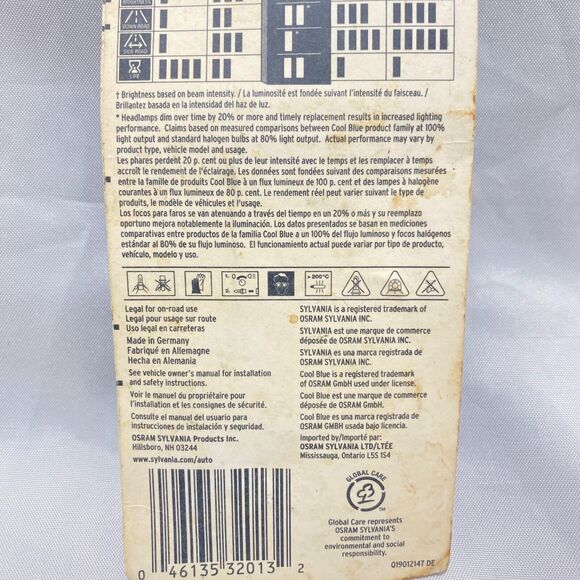 BRIGHTNESS
DOWN ROAD
SIDE ROAD
LIFE
† Brightness based on beam intensity. / La luminosité est fondée suivant l'intensité du faisceau. /
Brillantez basada en la intensidad del haz de luz.
* Headlamps dim over time by 20% or more and timely replacement results in increased lighting
performance. Claims based on measured comparisons between Cool Blue product family at 100%
light output and standard halogen bulbs at 80% light output. Actual performance may vary by
product type, vehicle model and usage.
Les phares perdent 20 p. cent ou plus de leur intensité avec le temps et les remplacer à temps
accroît le rendement de l'éclairage. Les données sont fondées suivant des comparaisons mesurées
entre la famille de produits Cool Blue à un flux lumineux de 100 p. cent et des lampes à halogène
courantes à un flux lumineux de 80 p. cent. Le rendement réel peut varier suivant le type de
produits, le modèle de véhicules et l'usage.
Los focos para faros se van atenuando a través del tiempo en un 20% o más y su reemplazo
oportuno mejora notablemente la iluminación. Los datos presentados se basan en mediciones
comparativas entre productos de la familia Cool Blue a un 100% del flujo luminoso y focos halógenos
estándar al 80% de su flujo luminoso. El funcionamiento actual puede variar por tipo de producto,
vehículo, modelo y uso.
1.
2.
>200°C
Legal for on-road use
Legal pour usage sur route
Uso legal en carreteras
Made in Germany
Fabriqué en Allemagne
Hecha en Alemania
See vehicle owner's manual for installation
and safety instructions.
Voir le manuel du propriétaire pour
l'installation et les consignes de sécurité.
Consulte el manual del usuario para
instrucciones de instalación y seguridad.
OSRAM SYLVANIA Products Inc.
Hillsboro, NH 03244
www.sylvania.com/auto
SYLVANIA is a registered trademark of
OSRAM SYLVANIA INC.
SYLVANIA est une marque de commerce
déposée de OSRAM SYLVANIA INC.
SYLVANIA es una marca registrada de
OSRAM SYLVANIA INC.
Cool Blue is a registered trademark
of OSRAM GmbH used under license.
Cool Blue est une marque de commerce
déposée de OSRAM GmbH.
Cool Blue es una marca registrada de
OSRAM GMBH usada bajo licencia.
Imported by/Importé par:
OSRAM SYLVANIA LTD/LTÉE
Mississauga, Ontario L5S 1S4
GLOBAL CARE
TM
Global Care represents
OSRAM SYLVANIA'S
commitment to
environmental and social
responsibility.
0 46135 32013 2
Q19012147 DE